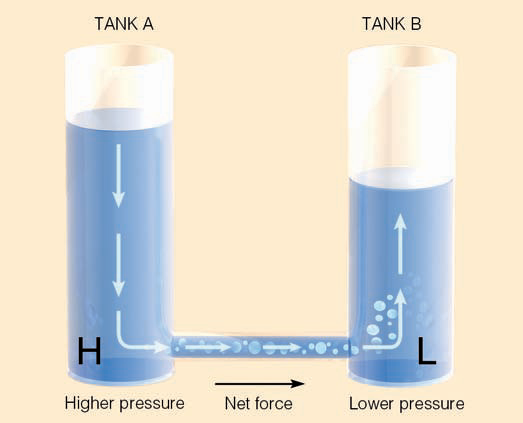 TANK A
TANK B
H
L
Higher pressure
Net force
Lower pressure